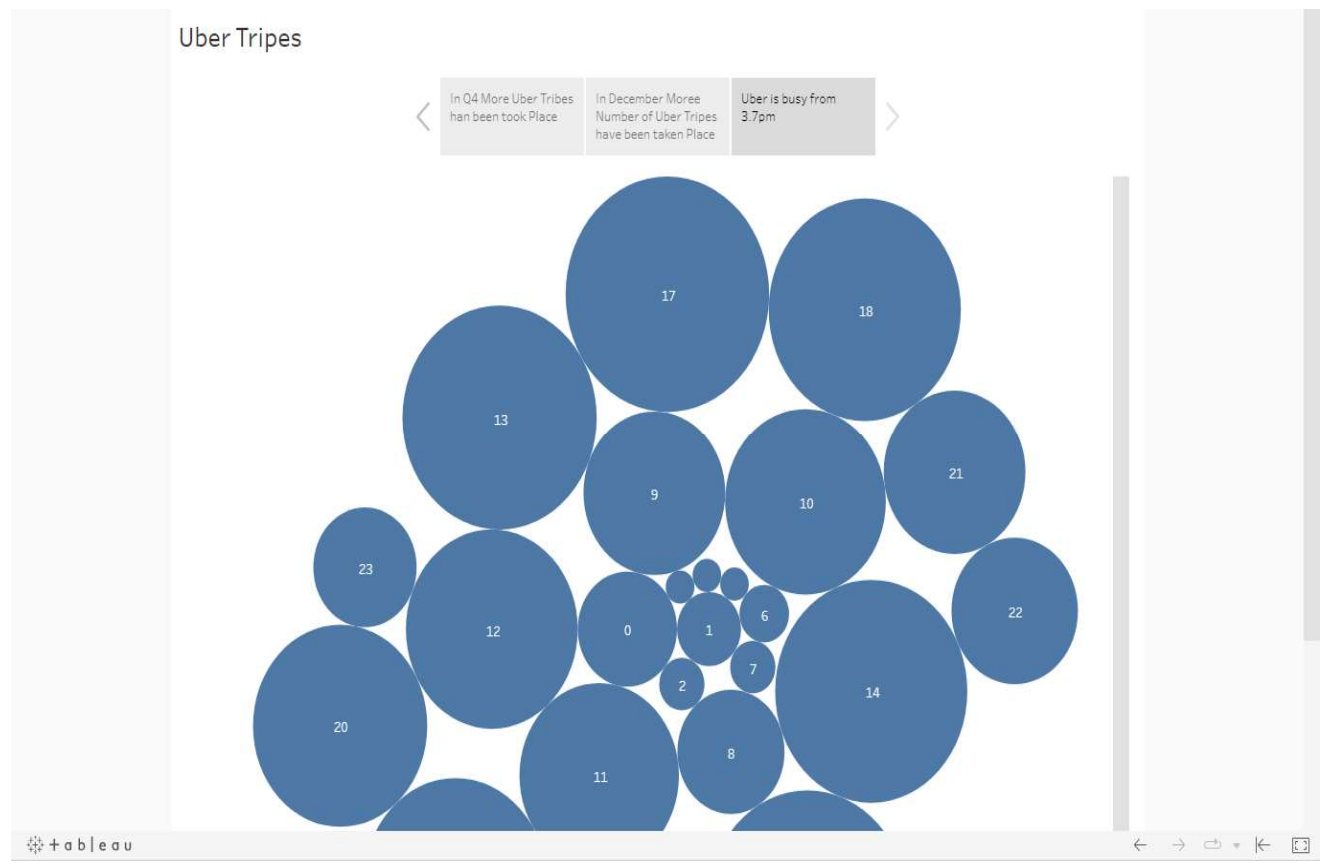 Uber Tripes
In Q4 More Uber Tribes
han been took Place
In December Moree
Number of Uber Tripes
have been taken Place
Uber is busy from
3.7pm
17
18
13
21
9
10
23
22
6
0
1
12
7
2
14
20
8
11
+ a b l e a u